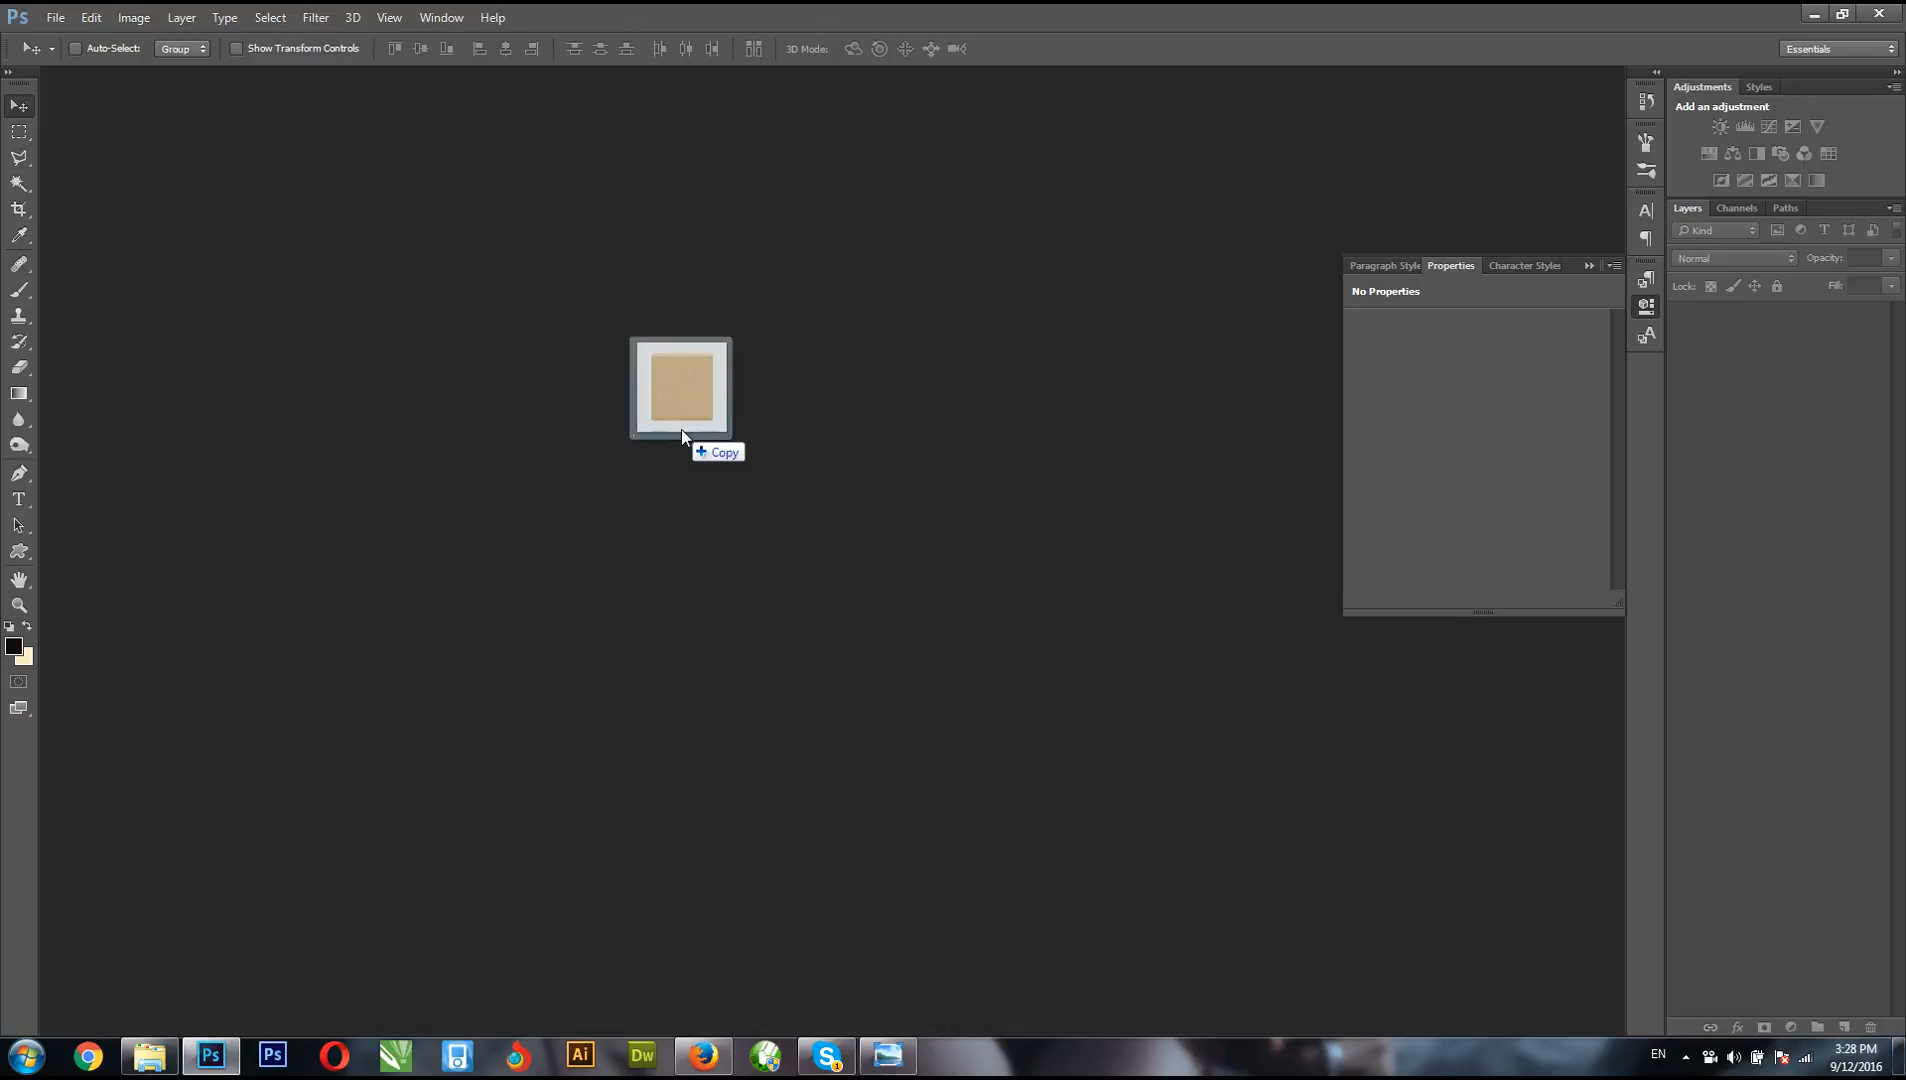 Ps File Edit Image Layer Type Select Filter 3D View Window Help
Auto-Select: Group Show Transform Controls 3D Mode: Essentials
Adjustments Styles
Add an adjustment
Layers Channels Paths
Kind T
Normal Opacity:
Lock: Fill:
A
Paragraph Style Properties Character Styles
No Properties
A
Copy
T
Ps Ps Ai Dw S 1 EN 3:28 PM
9/12/2016
fx